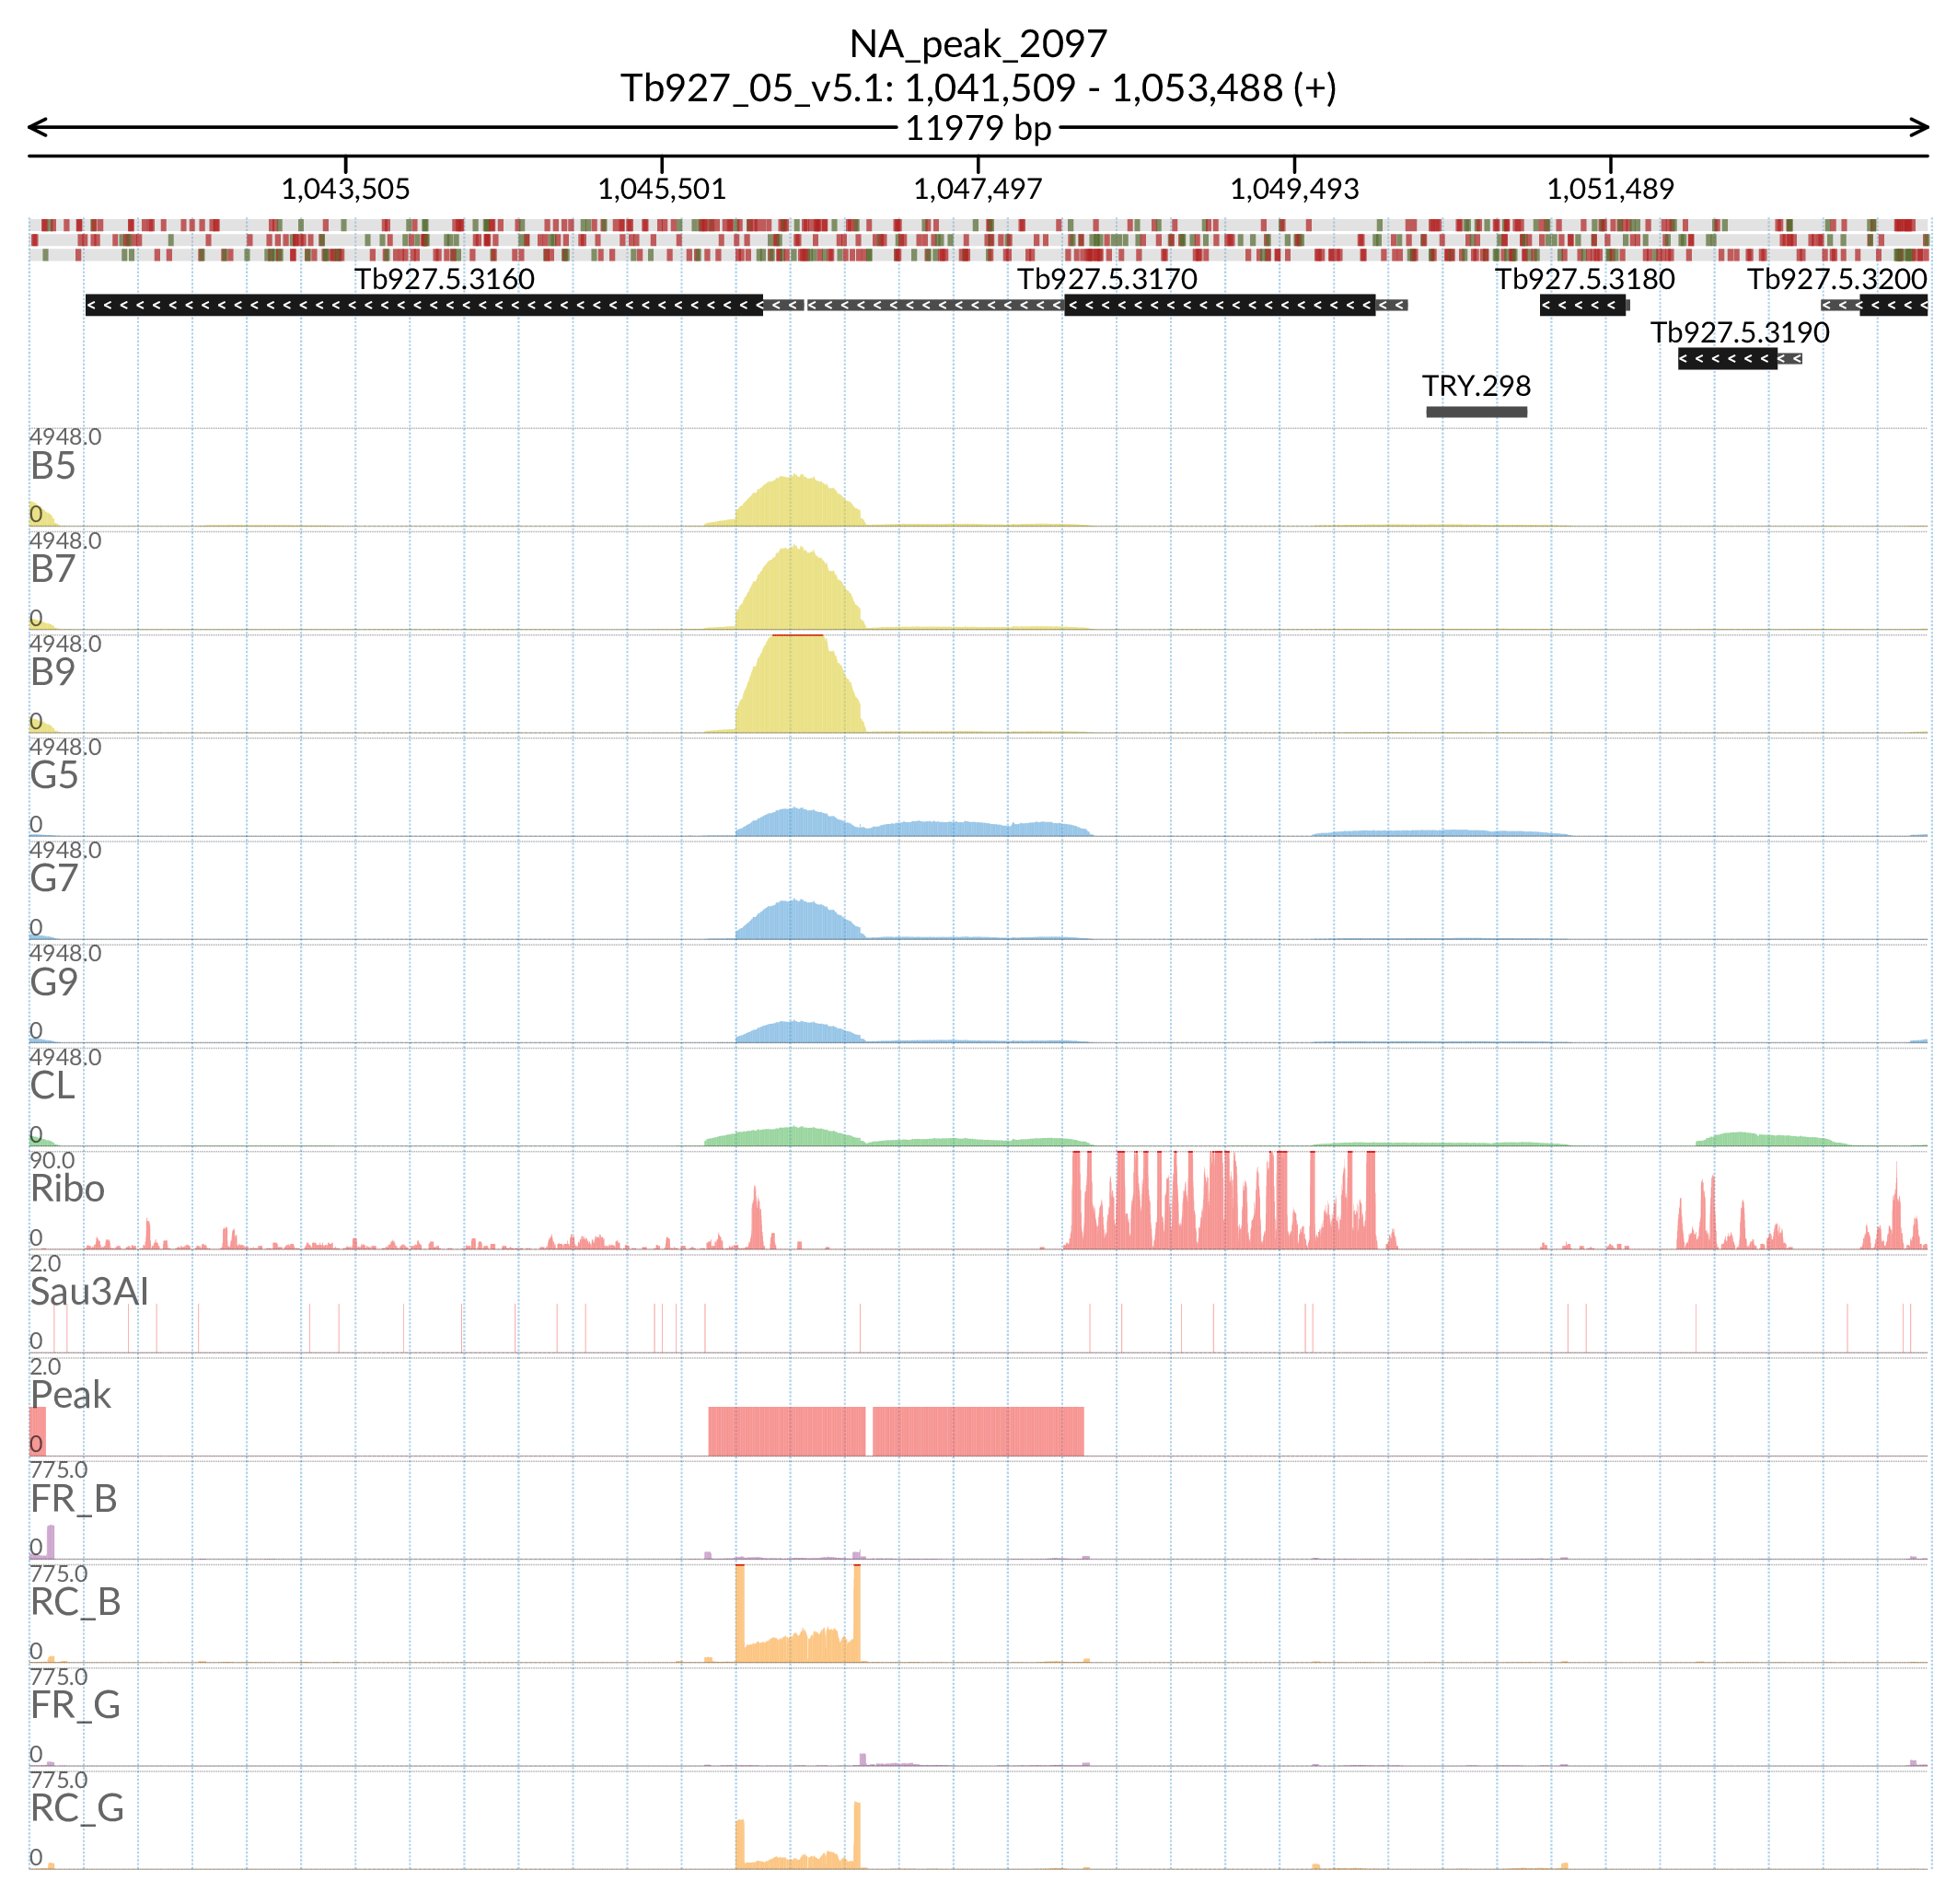 NA_peak_2097
Tb927_05_v5.1: 1,041,509 - 1,053,488 (+)
11979 bp
1,043,505 1,045,501 1,047,497 1,049,493 1,051,489
Tb927.5.3160 Tb927.5.3170 Tb927.5.3180 Tb927.5.3200
Tb927.5.3190
TRY.298
4948.0
B5
0
4948.0
B7
0
4948.0
B9
0
4948.0
G5
0
4948.0
G7
0
4948.0
G9
0
4948.0
CL
0
90.0
Ribo
0
2.0
Sau3AI
0
2.0
Peak
0
775.0
FR_B
0
775.0
RC_B
0
775.0
FR_G
0
775.0
RC_G
0